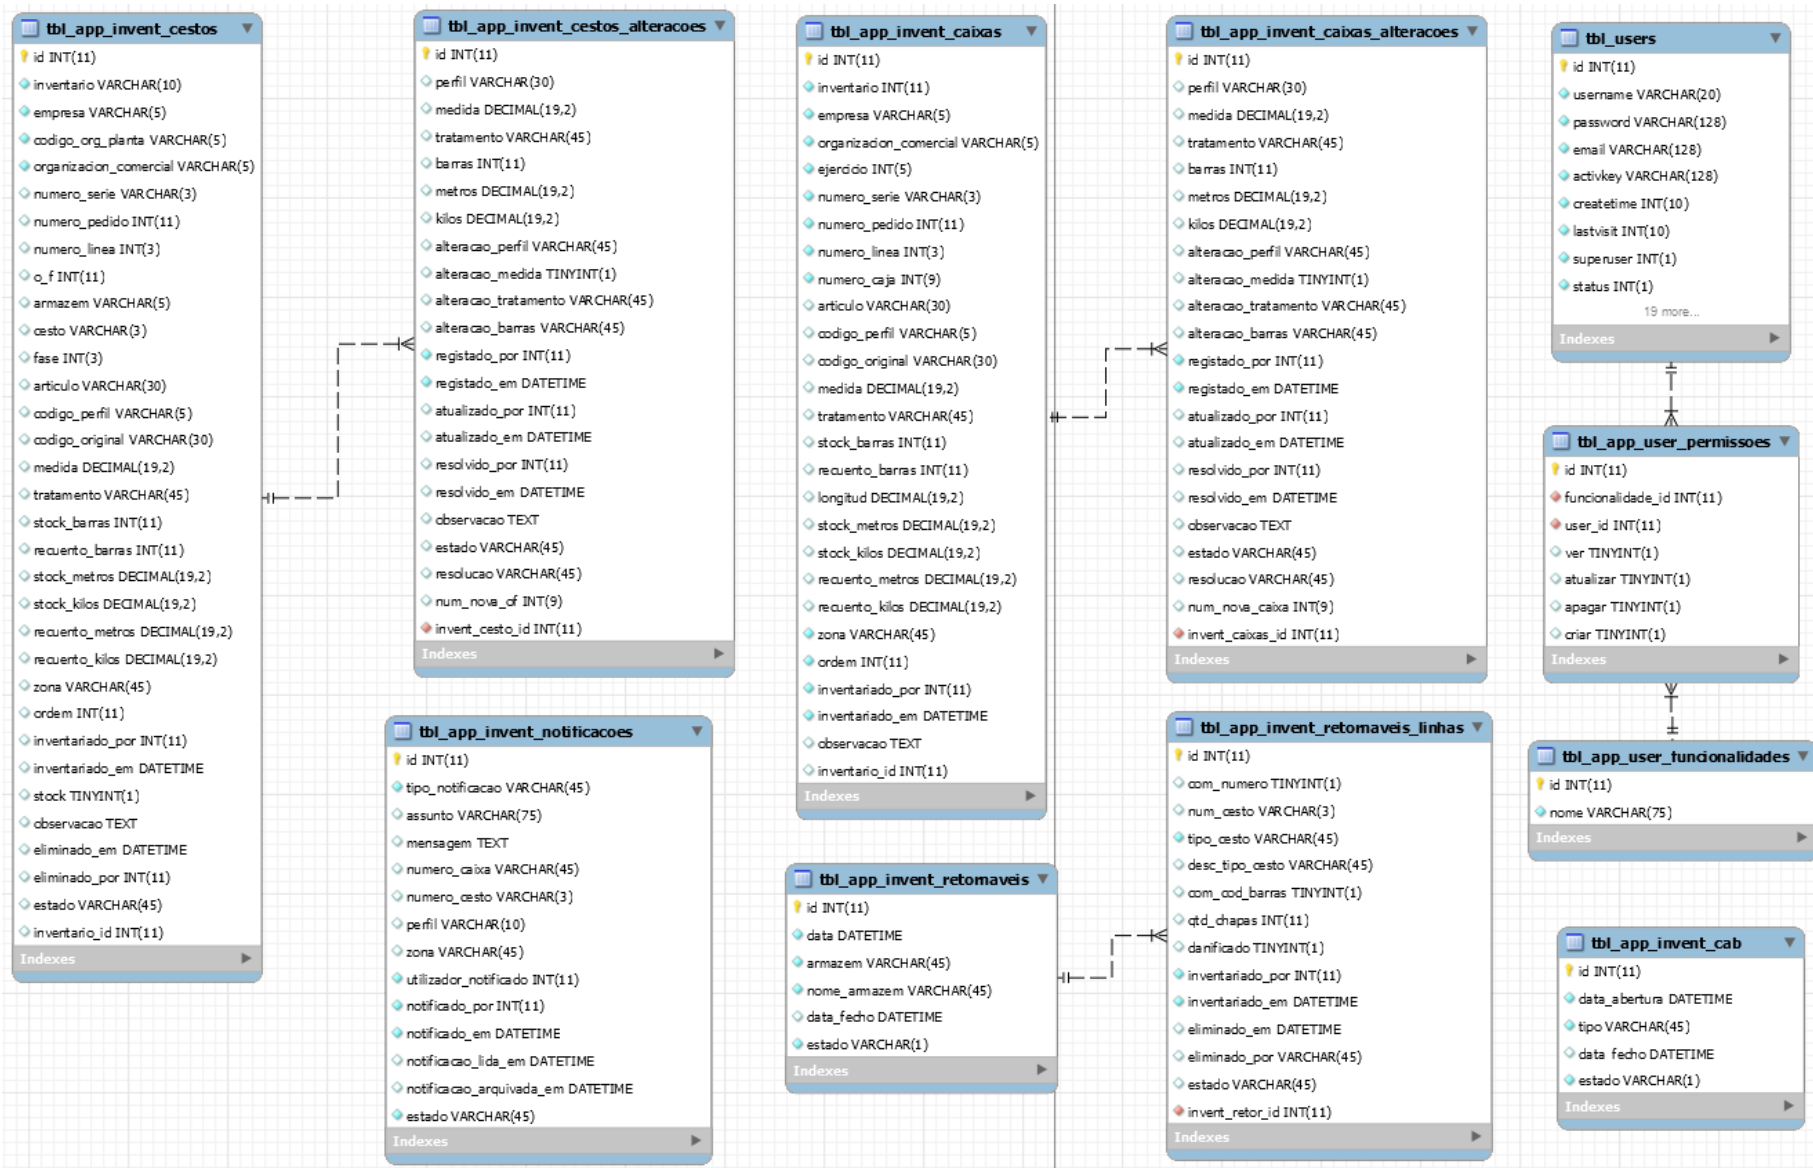 tbl_app_invent_cestos
id INT(11)
inventario VARCHAR(10)
empresa VARCHAR(5)
codigo_org_planta VARCHAR(5)
organizacion_comercial VARCHAR(5)
numero_serie VARCHAR(3)
numero_pedido INT(11)
numero_linea INT(3)
o_f INT(11)
armazem VARCHAR(5)
cesto VARCHAR(3)
fase INT(3)
articulo VARCHAR(30)
codigo_perfil VARCHAR(5)
codigo_original VARCHAR(30)
medida DECIMAL(19,2)
tratamento VARCHAR(45)
stock_barras INT(11)
recuento_barras INT(11)
stock_metros DECIMAL(19,2)
stock_kilos DECIMAL(19,2)
recuento_metros DECIMAL(19,2)
recuento_kilos DECIMAL(19,2)
zona VARCHAR(45)
ordem INT(11)
inventariado_por INT(11)
inventariado_em DATETIME
stock TINYINT(1)
observacao TEXT
eliminado_em DATETIME
eliminado_por INT(11)
estado VARCHAR(45)
inventario_id INT(11)
Indexes
tbl_app_invent_cestos_alteracoes
id INT(11)
perfil VARCHAR(30)
medida DECIMAL(19,2)
tratamento VARCHAR(45)
barras INT(11)
metros DECIMAL(19,2)
kilos DECIMAL(19,2)
alteracao_perfil VARCHAR(45)
alteracao_medida TINYINT(1)
alteracao_tratamento VARCHAR(45)
alteracao_barras VARCHAR(45)
registado_por INT(11)
registado_em DATETIME
atualizado_por INT(11)
atualizado_em DATETIME
resolvido_por INT(11)
resolvido_em DATETIME
observacao TEXT
estado VARCHAR(45)
resolucao VARCHAR(45)
num_nova_of INT(9)
invent_cesto_id INT(11)
Indexes
tbl_app_invent_notificacoes
id INT(11)
tipo_notificacao VARCHAR(45)
assunto VARCHAR(75)
mensagem TEXT
numero_caixa VARCHAR(45)
numero_cesto VARCHAR(3)
perfil VARCHAR(10)
zona VARCHAR(45)
utilizador_notificado INT(11)
notificado_por INT(11)
notificado_em DATETIME
notificacao_lida_em DATETIME
notificacao_arquivada_em DATETIME
estado VARCHAR(45)
Indexes
tbl_app_invent_caixas
id INT(11)
inventario INT(11)
empresa VARCHAR(5)
organizacion_comercial VARCHAR(5)
ejercicio INT(5)
numero_serie VARCHAR(3)
numero_pedido INT(11)
numero_linea INT(3)
numero_caja INT(9)
articulo VARCHAR(30)
codigo_perfil VARCHAR(5)
codigo_original VARCHAR(30)
medida DECIMAL(19,2)
tratamento VARCHAR(45)
stock_barras INT(11)
recuento_barras INT(11)
longitud DECIMAL(19,2)
stock_metros DECIMAL(19,2)
stock_kilos DECIMAL(19,2)
recuento_metros DECIMAL(19,2)
recuento_kilos DECIMAL(19,2)
zona VARCHAR(45)
ordem INT(11)
inventariado_por INT(11)
inventariado_em DATETIME
observacao TEXT
inventario_id INT(11)
Indexes
tbl_app_invent_retornaveis
id INT(11)
data DATETIME
armazem VARCHAR(45)
nome_armazem VARCHAR(45)
data_fecho DATETIME
estado VARCHAR(1)
Indexes
tbl_app_invent_caixas_alteracoes
id INT(11)
perfil VARCHAR(30)
medida DECIMAL(19,2)
tratamento VARCHAR(45)
barras INT(11)
metros DECIMAL(19,2)
kilos DECIMAL(19,2)
alteracao_perfil VARCHAR(45)
alteracao_medida TINYINT(1)
alteracao_tratamento VARCHAR(45)
alteracao_barras VARCHAR(45)
registado_por INT(11)
registado_em DATETIME
atualizado_por INT(11)
atualizado_em DATETIME
resolvido_por INT(11)
resolvido_em DATETIME
observacao TEXT
estado VARCHAR(45)
resolucao VARCHAR(45)
num_nova_caixa INT(9)
invent_caixas_id INT(11)
Indexes
tbl_app_invent_retornaveis_linhas
id INT(11)
com_numero TINYINT(1)
num_cesto VARCHAR(3)
tipo_cesto VARCHAR(45)
desc_tipo_cesto VARCHAR(45)
com_cod_barras TINYINT(1)
qtd_chapas INT(11)
danificado TINYINT(1)
inventariado_por INT(11)
inventariado_em DATETIME
eliminado_em DATETIME
eliminado_por VARCHAR(45)
estado VARCHAR(45)
invent_retor_id INT(11)
Indexes
tbl_users
id INT(11)
username VARCHAR(20)
password VARCHAR(128)
email VARCHAR(128)
activkey VARCHAR(128)
createtime INT(10)
lastvisit INT(10)
superuser INT(1)
status INT(1)
19 more...
Indexes
tbl_app_user_permissoes
id INT(11)
funcionalidade_id INT(11)
user_id INT(11)
ver TINYINT(1)
atualizar TINYINT(1)
apagar TINYINT(1)
criar TINYINT(1)
Indexes
tbl_app_user_funcionalidades
id INT(11)
nome VARCHAR(75)
Indexes
tbl_app_invent_cab
id INT(11)
data_abertura DATETIME
tipo VARCHAR(45)
data_fecho DATETIME
estado VARCHAR(1)
Indexes